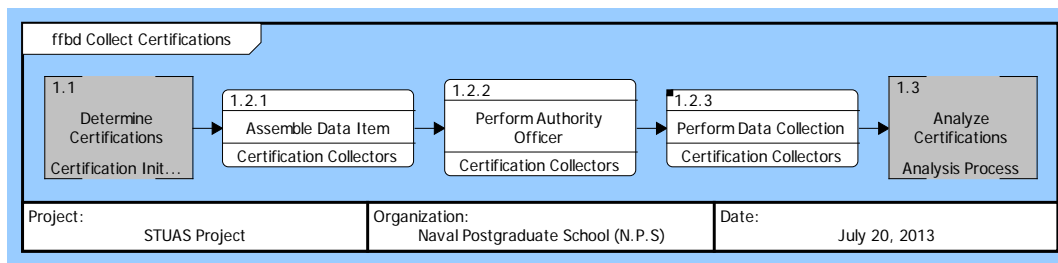 ffbd Collect Certifications
1.1
Determine
Certifications
Certification Init...
1.2.1
Assemble Data Item
Certification Collectors
1.2.2
Perform Authority
Officer
Certification Collectors
1.2.3
Perform Data Collection
Certification Collectors
1.3
Analyze
Certifications
Analysis Process
Project:
STUAS Project
Organization:
Naval Postgraduate School (N.P.S)
Date:
July 20, 2013